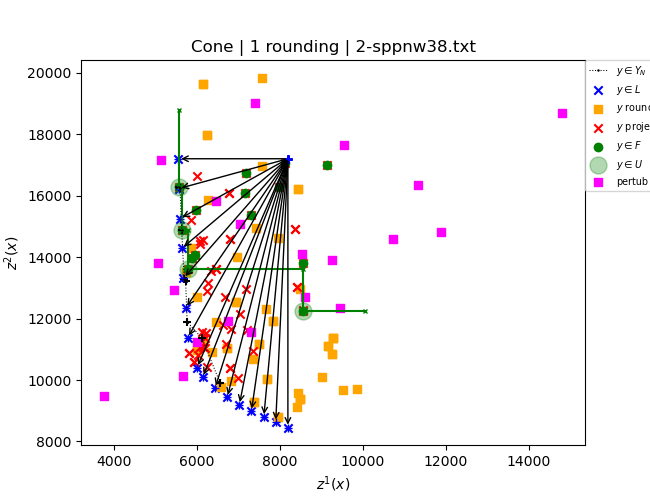 Cone | 1 rounding | 2-sppnw38.txt
z²(x)
20000
18000
16000
14000
12000
10000
8000
4000
6000
8000
10000
12000
14000
z¹(x)
y ∈ Y_N
y ∈ L
y roun
y proje
y ∈ F
y ∈ U
pertub